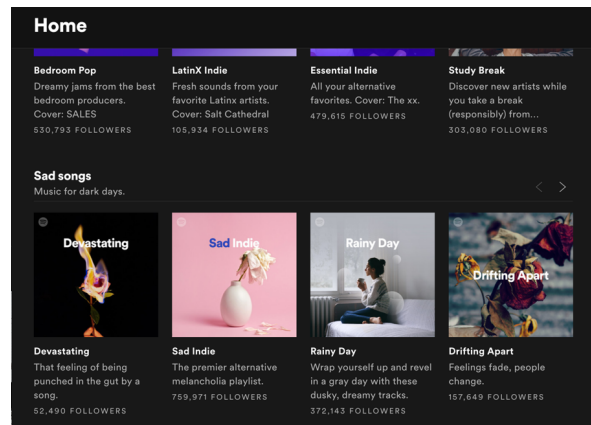 Home
Bedroom Pop
Dreamy jams from the best
bedroom producers.
Cover: SALES
530,793 FOLLOWERS
LatinX Indie
Fresh sounds from your
favorite Latinx artists.
Cover: Salt Cathedral
105,934 FOLLOWERS
Essential Indie
All your alternative
favorites. Cover: The xx.
479,615 FOLLOWERS
Study Break
Discover new artists while
you take a break
(responsibly) from...
303,080 FOLLOWERS
Sad songs
Music for dark days.
Devastating
Sad Indie
Rainy Day
Drifting Apart
Devastating
That feeling of being
punched in the gut by a
song.
52,490 FOLLOWERS
Sad Indie
The premier alternative
melancholia playlist.
759,971 FOLLOWERS
Rainy Day
Wrap yourself up and revel
in a gray day with these
dusky, dreamy tracks.
372,143 FOLLOWERS
Drifting Apart
Feelings fade, people
change.
157,649 FOLLOWERS